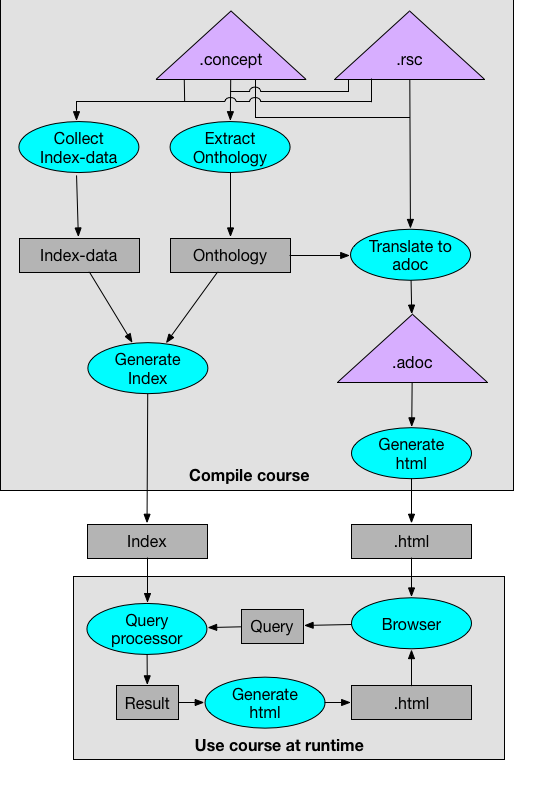 .concept
.rsc
Collect
Index-data
Extract
Onthology
Index-data
Onthology
Translate to
adoc
Generate
Index
.adoc
Generate
html
Compile course
Index
.html
Query
processor
Query
Browser
Result
Generate
html
.html
Use course at runtime